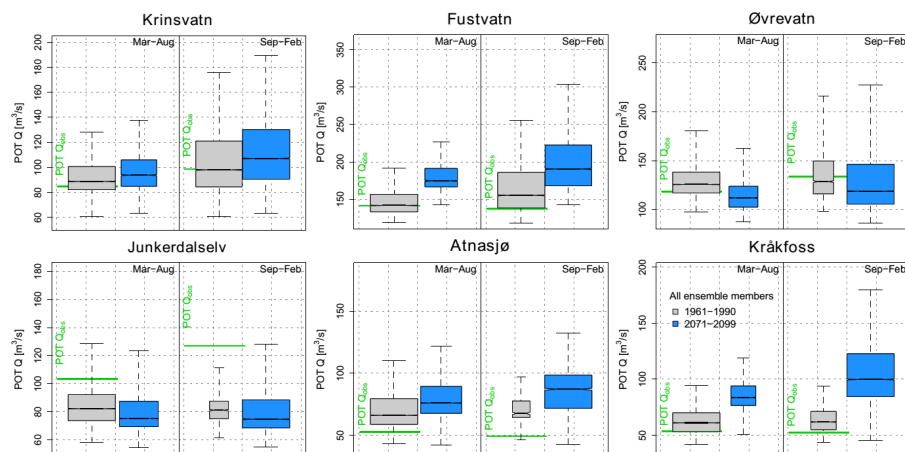 Krinsvatn
Fustvatn
Øvrevatn
Mar−Aug
Sep−Feb
POT Q [m³/s]
200
180
160
140
120
100
80
60
POT Qobs
POT Qobs
Mar−Aug
Sep−Feb
POT Q [m³/s]
350
300
250
200
150
POT Qobs
POT Qobs
Mar−Aug
Sep−Feb
POT Q [m³/s]
250
200
150
100
POT Qobs
POT Qobs
Junkerdalselv
Atnasjø
Kråkfoss
Mar−Aug
Sep−Feb
POT Q [m³/s]
180
160
140
120
100
80
60
POT Qobs
POT Qobs
Mar−Aug
Sep−Feb
POT Q [m³/s]
150
100
50
POT Qobs
POT Qobs
Mar−Aug
Sep−Feb
POT Q [m³/s]
200
150
100
50
All ensemble members
1961−1990
2071−2099
POT Qobs
POT Qobs